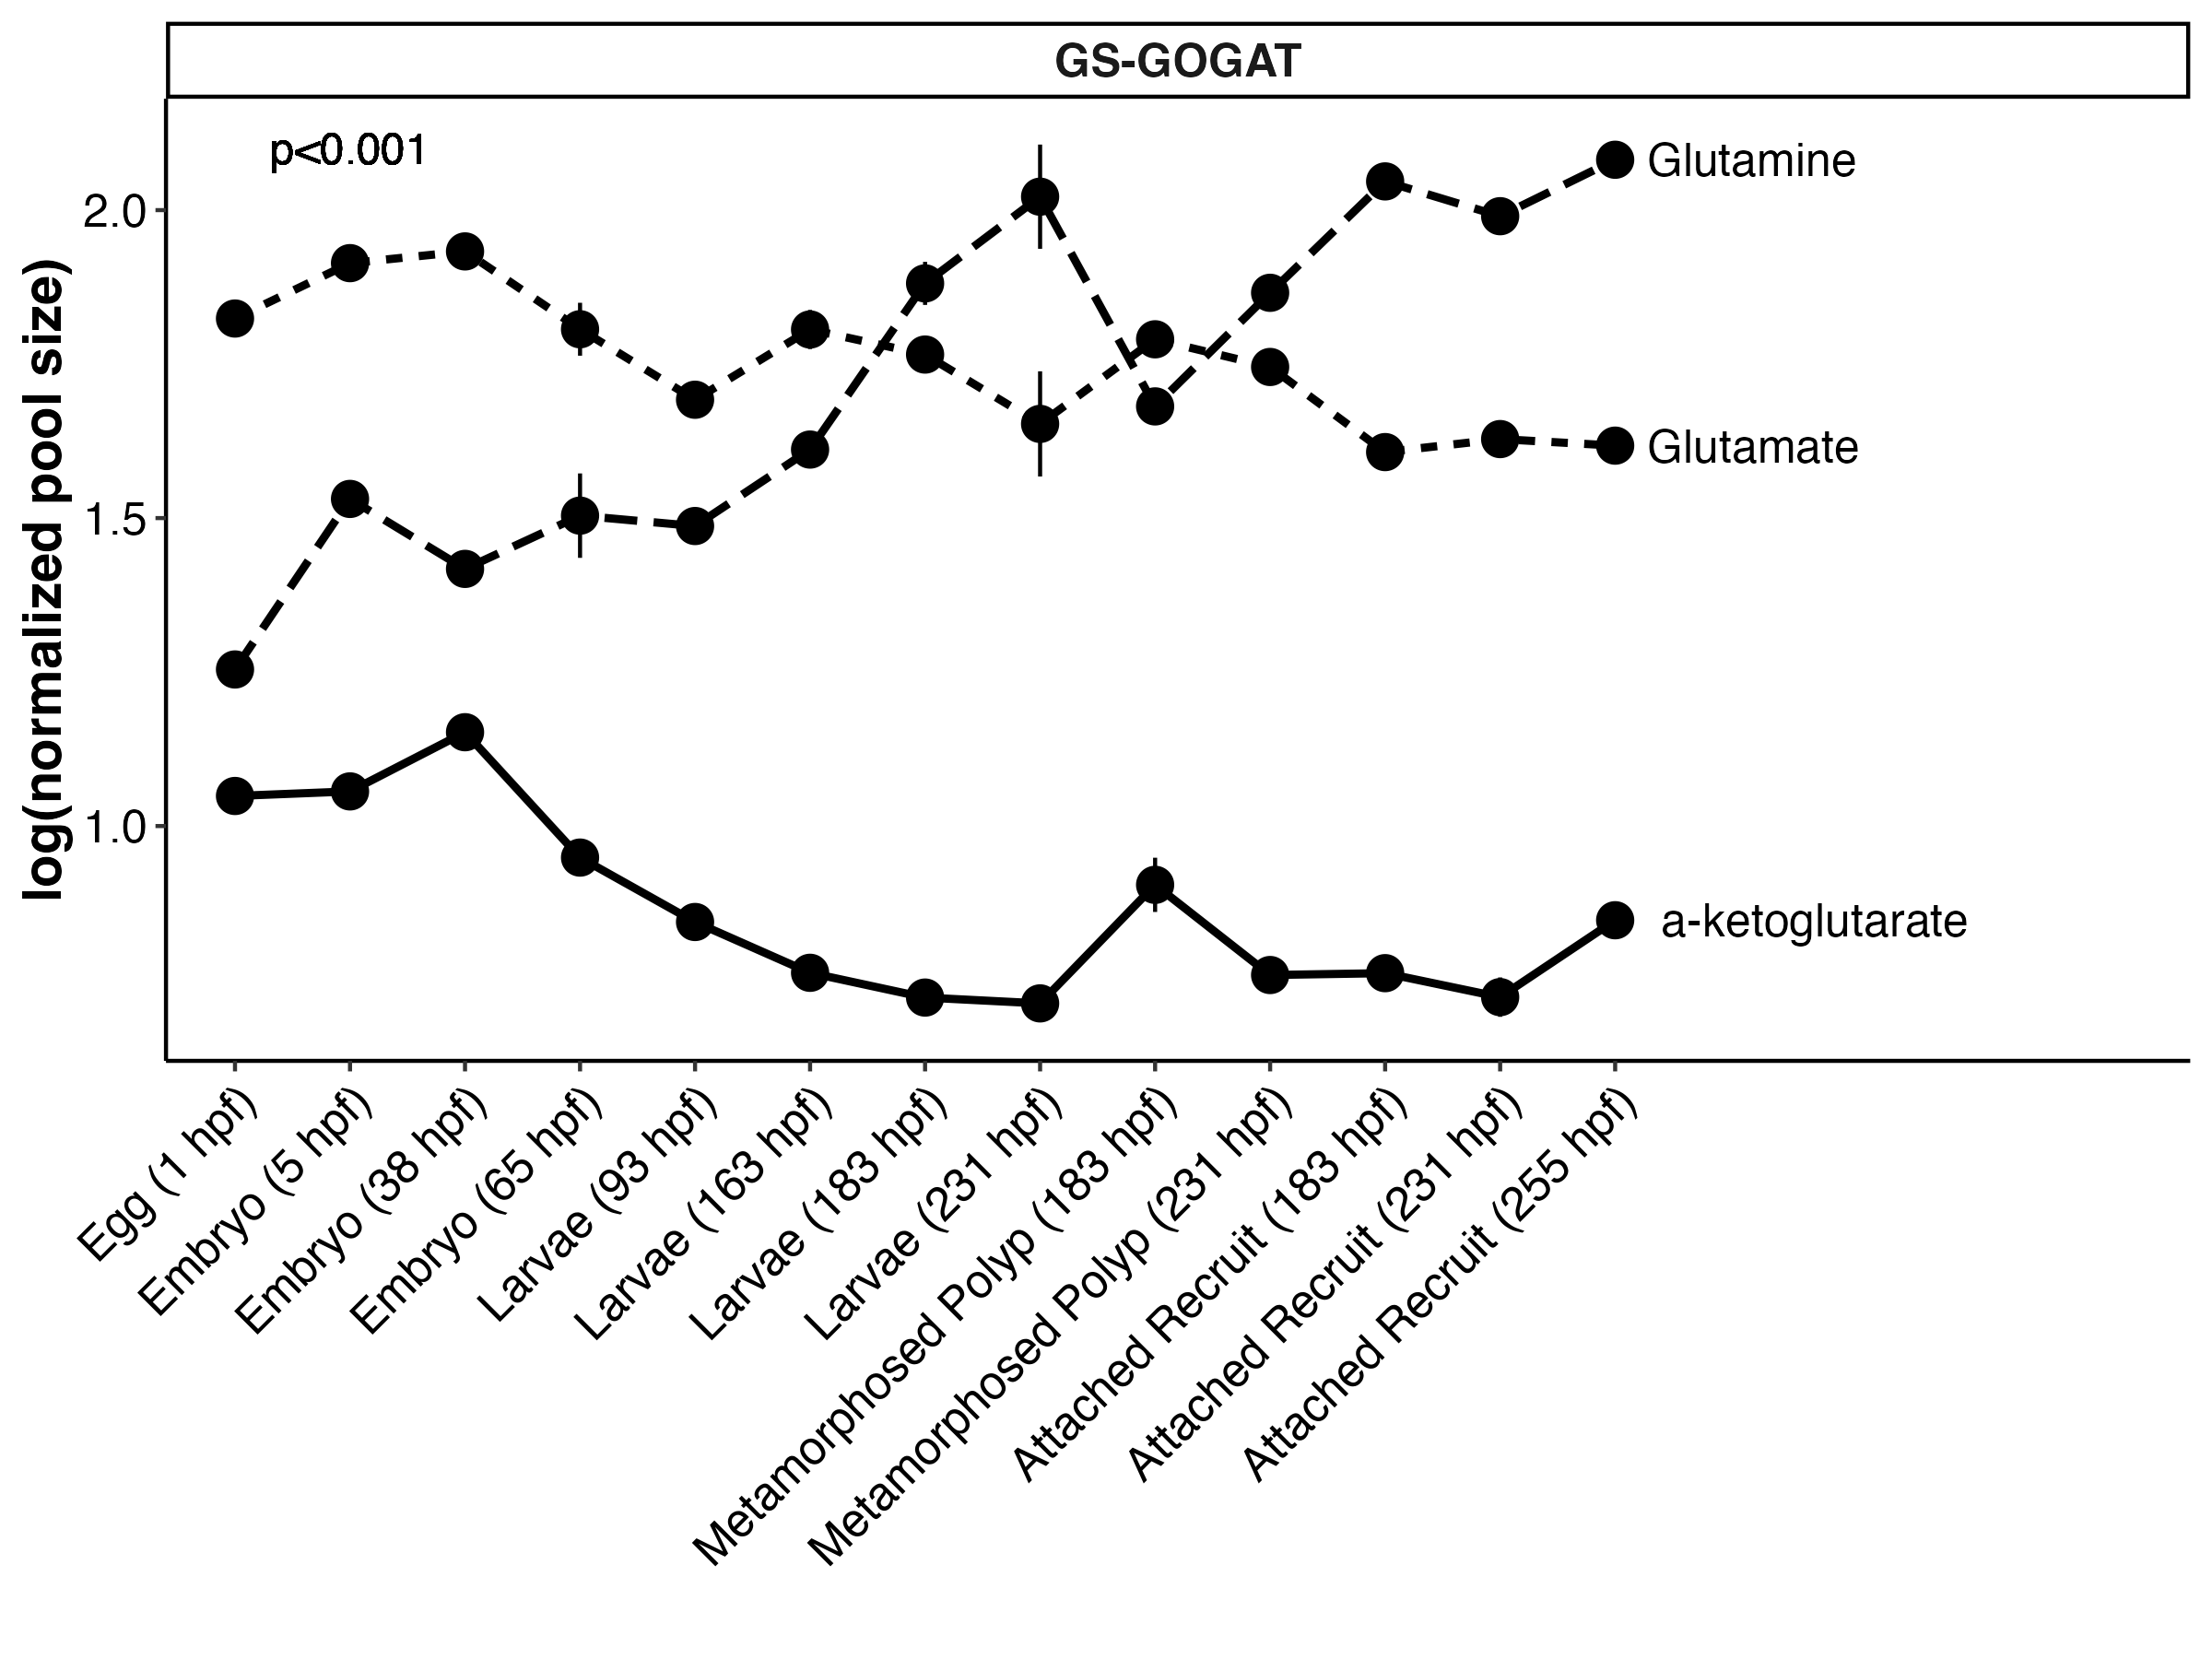 GS-GOGAT
p<0.001
log(normalized pool size)
2.0
1.5
1.0
Glutamine
Glutamate
a-ketoglutarate
Egg (1 hpf)
Embryo (5 hpf)
Embryo (38 hpf)
Embryo (65 hpf)
Larvae (93 hpf)
Larvae (163 hpf)
Larvae (183 hpf)
Larvae (231 hpf)
Metamorphosed Polyp (183 hpf)
Metamorphosed Polyp (231 hpf)
Attached Recruit (183 hpf)
Attached Recruit (231 hpf)
Attached Recruit (255 hpf)